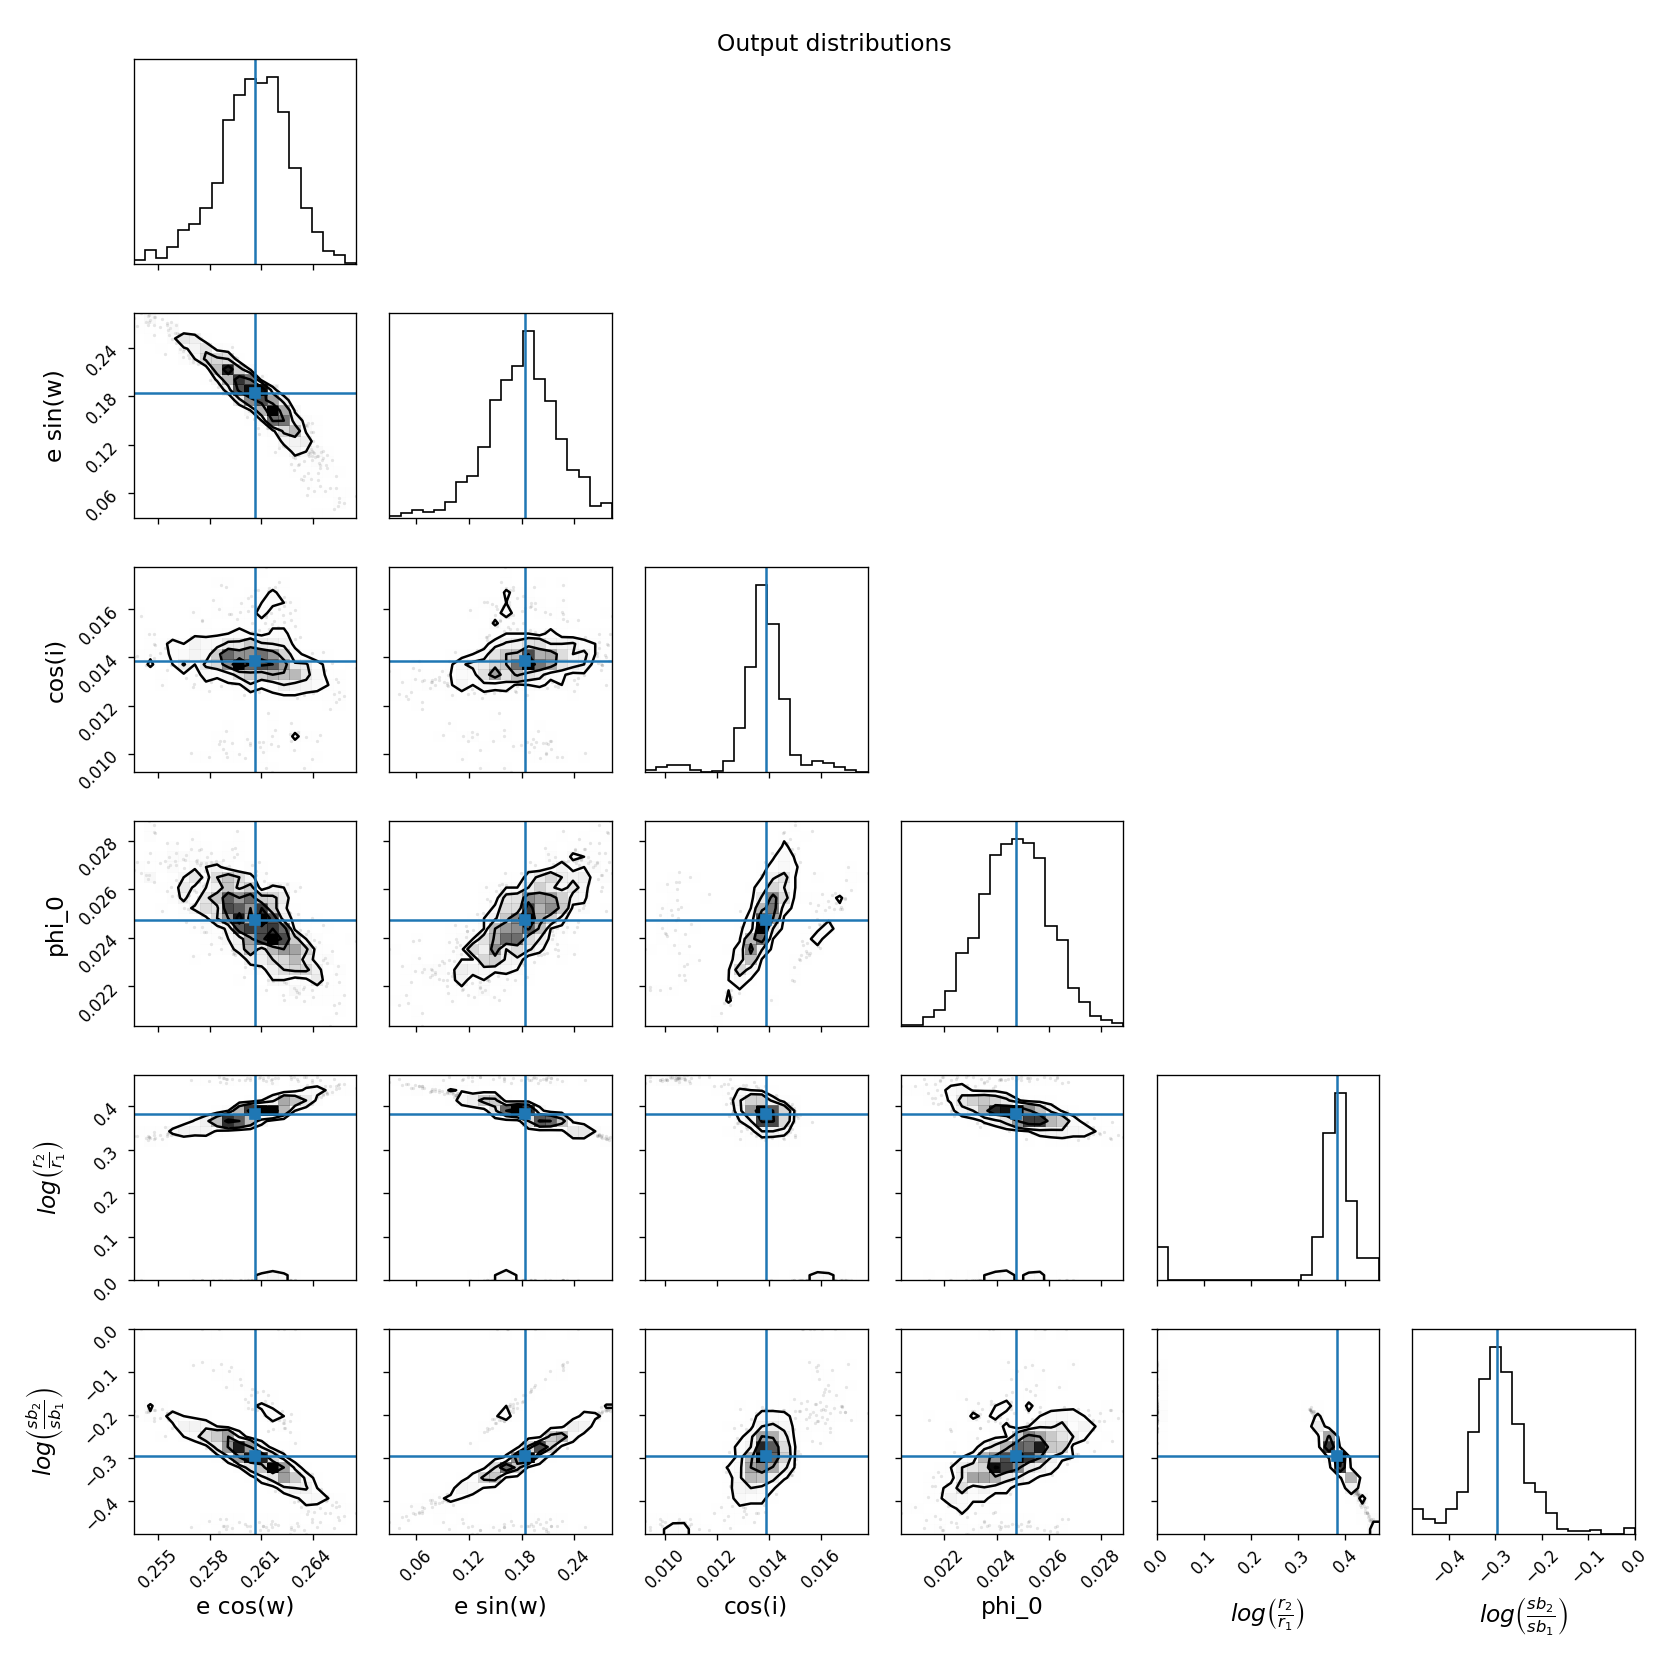 Output distributions
e sin(w)
0.24
0.18
0.12
0.06
cos(i)
0.016
0.014
0.012
0.010
phi_0
0.028
0.026
0.024
0.022
log(r2/r1)
0.4
0.3
0.2
0.1
0.0
log(sb2/sb1)
0.0
−0.1
−0.2
−0.3
−0.4
0.255 0.258 0.261 0.264
0.06 0.12 0.18 0.24
0.010 0.012 0.014 0.016
0.022 0.024 0.026 0.028
0.0 0.1 0.2 0.3 0.4
−0.4 −0.3 −0.2 −0.1 0.0
e cos(w)
e sin(w)
cos(i)
phi_0
log(r2/r1)
log(sb2/sb1)